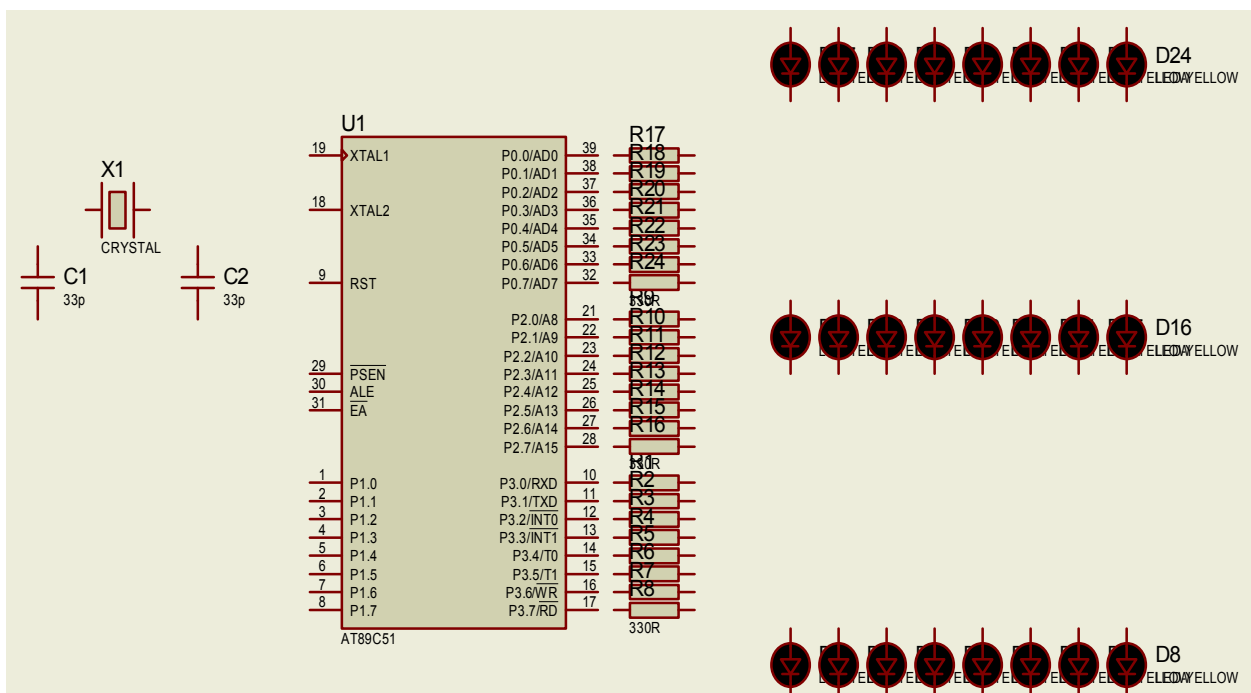 D24
LED-YELLOW
U1
19 XTAL1 P0.0/AD0 39
P0.1/AD1 38
P0.2/AD2 37
18 XTAL2 P0.3/AD3 36
P0.4/AD4 35
P0.5/AD5 34
P0.6/AD6 33
9 RST P0.7/AD7 32
P2.0/A8 21
P2.1/A9 22
P2.2/A10 23
29 PSEN P2.3/A11 24
30 ALE P2.4/A12 25
31 EA P2.5/A13 26
P2.6/A14 27
P2.7/A15 28
1 P1.0 P3.0/RXD 10
2 P1.1 P3.1/TXD 11
3 P1.2 P3.2/INT0 12
4 P1.3 P3.3/INT1 13
5 P1.4 P3.4/T0 14
6 P1.5 P3.5/T1 15
7 P1.6 P3.6/WR 16
8 P1.7 P3.7/RD 17
AT89C51
X1
CRYSTAL
C1
33p
C2
33p
R17
R18
R19
R20
R21
R22
R23
R24
330R
R9
R10
R11
R12
R13
R14
R15
R16
330R
R1
R2
R3
R4
R5
R6
R7
R8
330R
D16
LED-YELLOW
D8
LED-YELLOW